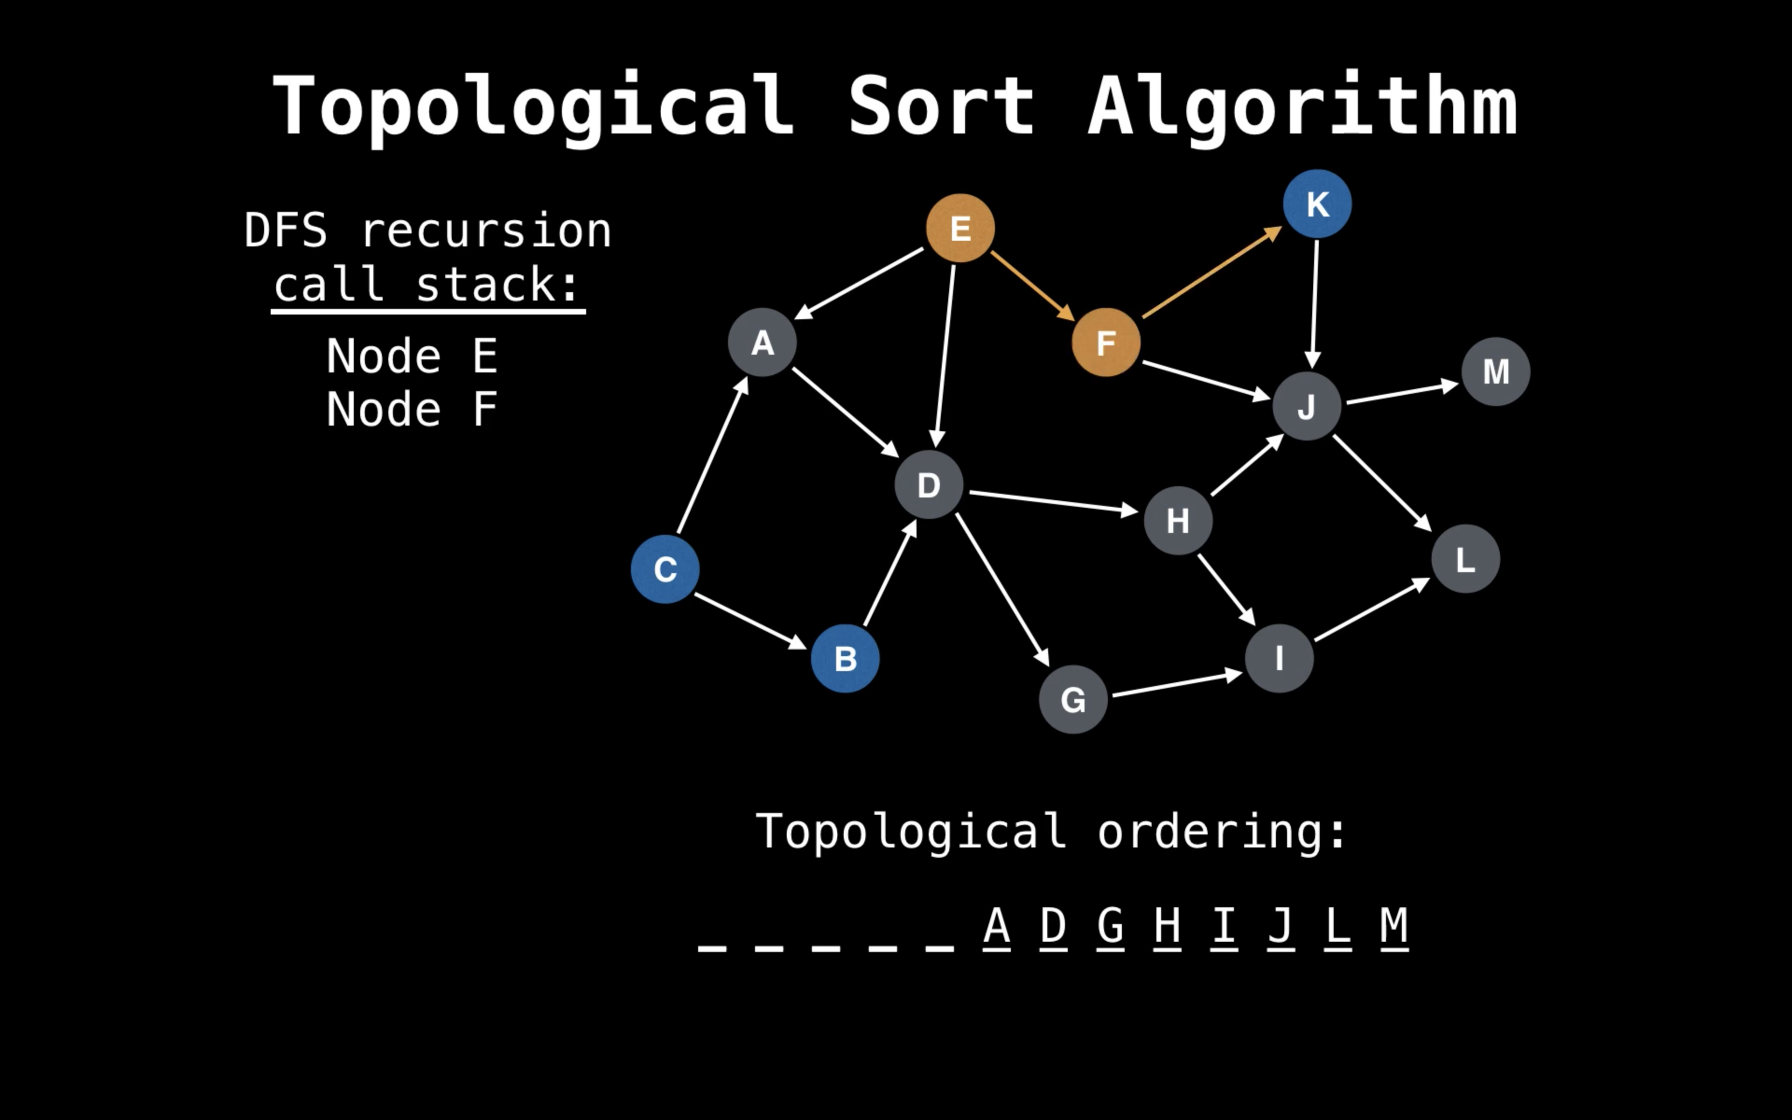 Topological Sort Algorithm
DFS recursion
call stack:
Node E
Node F
E
K
A
F
M
J
D
H
C
L
B
I
G
Topological ordering:
_ _ _ _ _ A D G H I J L M